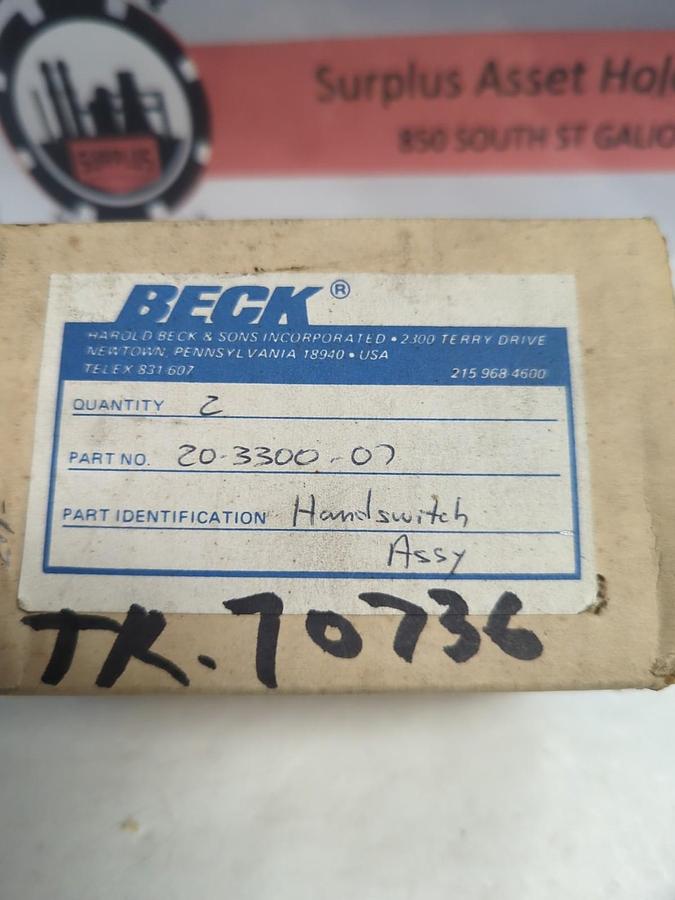 Surplus Asset Hol
850 SOUTH ST GALIO
SURPLUS
BECK®
HAROLD BECK & SONS INCORPORATED • 2300 TERRY DRIVE
NEWTOWN, PENNSYLVANIA 18940 • USA
TELEX 831-607 215 968-4600
QUANTITY 2
PART NO. 20-3300-07
PART IDENTIFICATION Handswitch
Assy
TK.70736